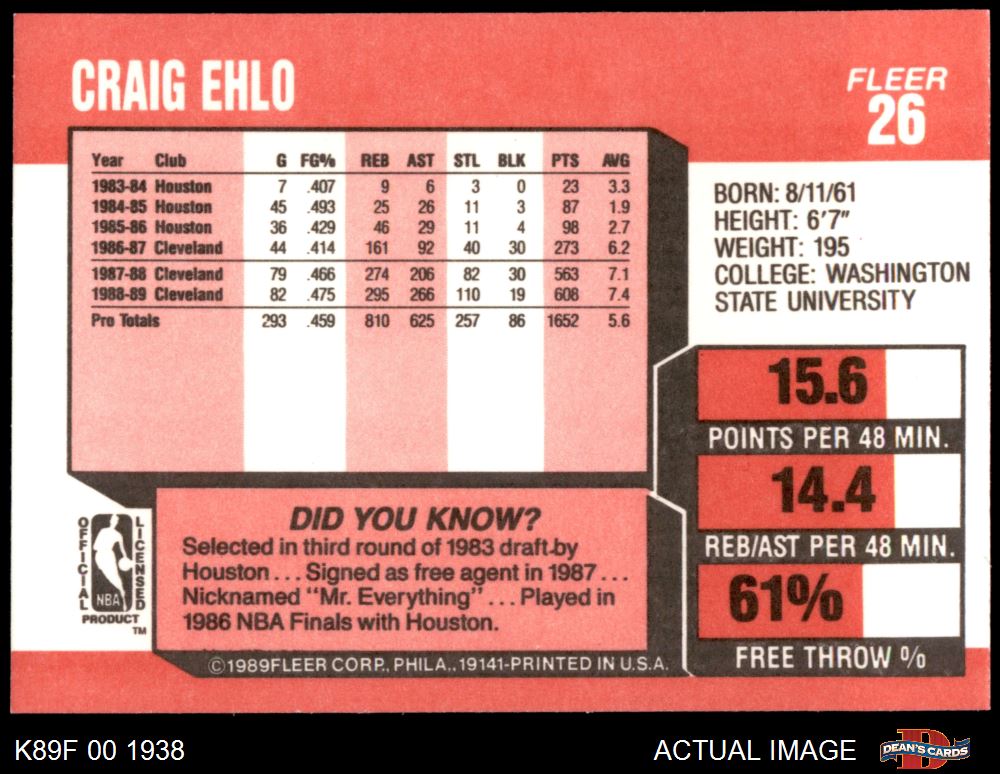 CRAIG EHLO
FLEER
26
Year Club G FG% REB AST STL BLK PTS AVG
1983-84 Houston 7 .407 9 6 3 0 23 3.3
1984-85 Houston 45 .493 25 26 11 3 87 1.9
1985-86 Houston 36 .429 46 29 11 4 98 2.7
1986-87 Cleveland 44 .414 161 92 40 30 273 6.2
1987-88 Cleveland 79 .466 274 206 82 30 563 7.1
1988-89 Cleveland 82 .475 295 266 110 19 608 7.4
Pro Totals 293 .459 810 625 257 86 1652 5.6
BORN: 8/11/61
HEIGHT: 6'7"
WEIGHT: 195
COLLEGE: WASHINGTON
STATE UNIVERSITY
15.6
POINTS PER 48 MIN.
14.4
REB/AST PER 48 MIN.
61%
FREE THROW %
OFFICIAL
LICENSED
NBA
PRODUCT
TM
DID YOU KNOW?
Selected in third round of 1983 draft by
Houston... Signed as free agent in 1987...
Nicknamed "Mr. Everything"... Played in
1986 NBA Finals with Houston.
©1989FLEER CORP., PHILA., 19141-PRINTED IN U.S.A.
K89F 00 1938
ACTUAL IMAGE
DEAN'S CARDS